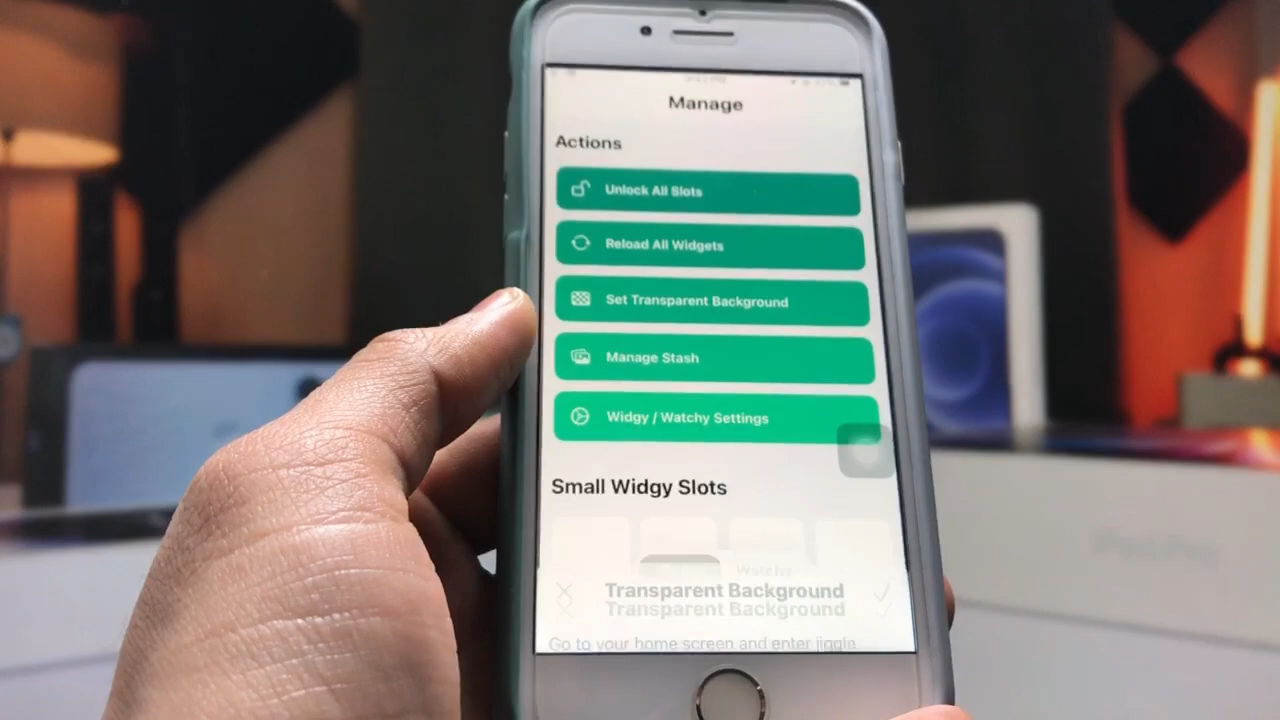 Manage
Actions
Unlock All Slots
Reload All Widgets
Set Transparent Background
Manage Stash
Widgy / Watchy Settings
Small Widgy Slots
Watchy
Transparent Background
Transparent Background
Go to your home screen and enter jiggle